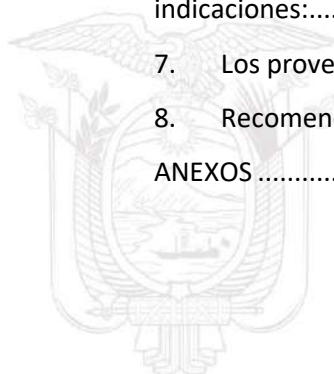 indicaciones:....
7. Los prove
8. Recomen
ANEXOS ............